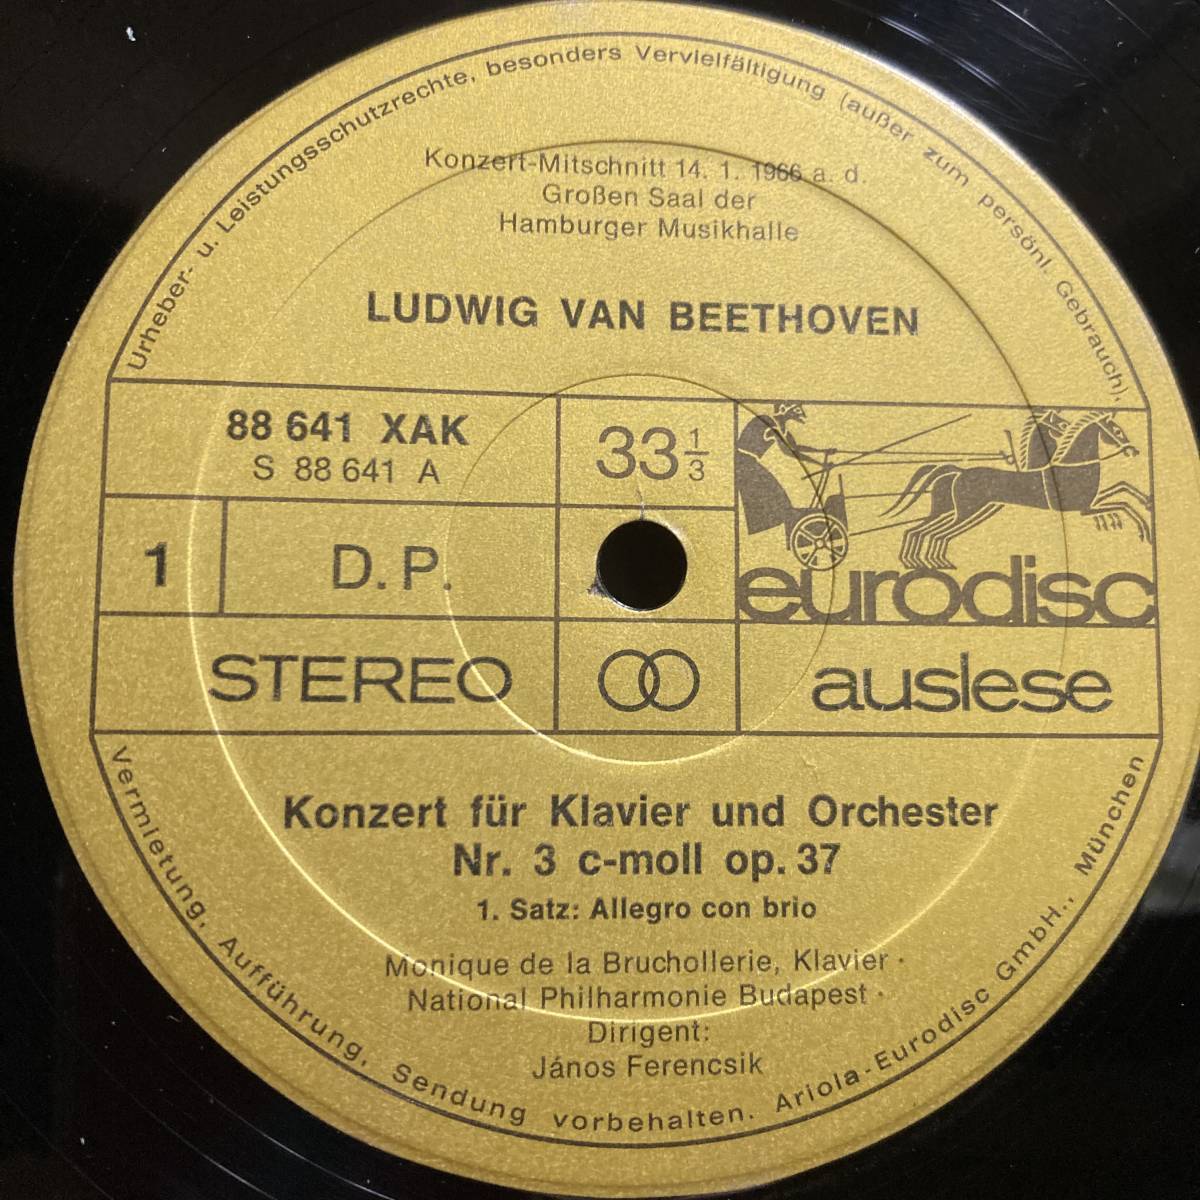 Urheber- u. Leistungsschutzrechte, besonders Vervielfältigung (außer zum persönl. Gebrauch),
Konzert-Mitschnitt 14. 1. 1966 a. d.
Großen Saal der
Hamburger Musikhalle
LUDWIG VAN BEETHOVEN
88 641 XAK
S 88 641 A
33 1/3
1
D. P.
eurodisc
STEREO
auslese
Konzert für Klavier und Orchester
Nr. 3 c-moll op. 37
1. Satz: Allegro con brio
Monique de la Bruchollerie, Klavier ·
National Philharmonie Budapest ·
Dirigent:
János Ferencsik
Vermietung, Aufführung, Sendung vorbehalten. Ariola-Eurodisc GmbH., München